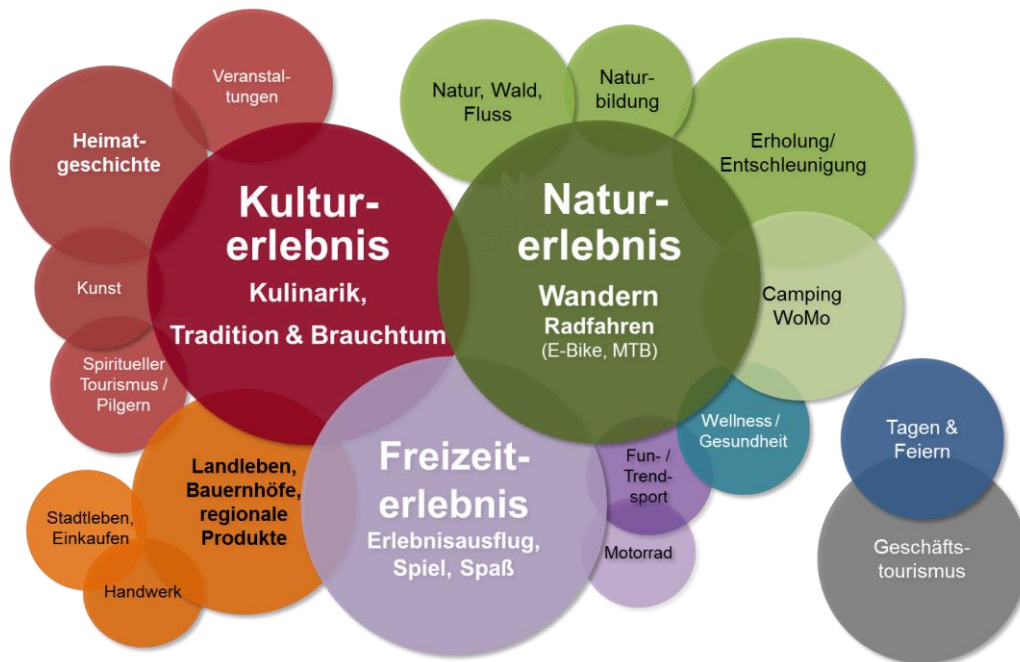 Veranstal-
tungen
Heimat-
geschichte
Kunst
Spiritueller
Tourismus /
Pilgern
Kultur-
erlebnis
Kulinarik,
Tradition & Brauchtum
Natur, Wald,
Fluss
Natur-
bildung
Erholung/
Entschleunigung
Natur-
erlebnis
Wandern
Radfahren
(E-Bike, MTB)
Camping
WoMo
Wellness /
Gesundheit
Tagen &
Feiern
Geschäfts-
tourismus
Landleben,
Bauernhöfe,
regionale
Produkte
Stadtleben,
Einkaufen
Handwerk
Freizeit-
erlebnis
Erlebnisausflug,
Spiel, Spaß
Fun- /
Trend-
sport
Motorrad